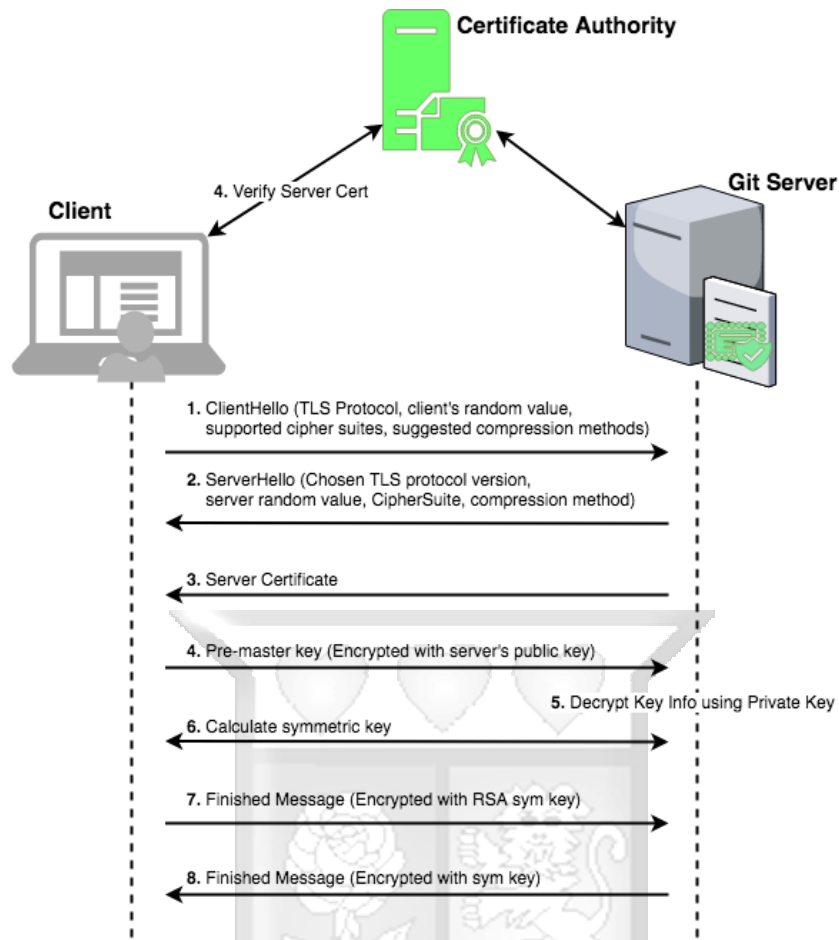 Certificate Authority
4. Verify Server Cert
Git Server
Client
1. ClientHello (TLS Protocol, client's random value,
supported cipher suites, suggested compression methods)
2. ServerHello (Chosen TLS protocol version,
server random value, CipherSuite, compression method)
3. Server Certificate
4. Pre-master key (Encrypted with server's public key)
5. Decrypt Key Info using Private Key
6. Calculate symmetric key
7. Finished Message (Encrypted with RSA sym key)
8. Finished Message (Encrypted with sym key)